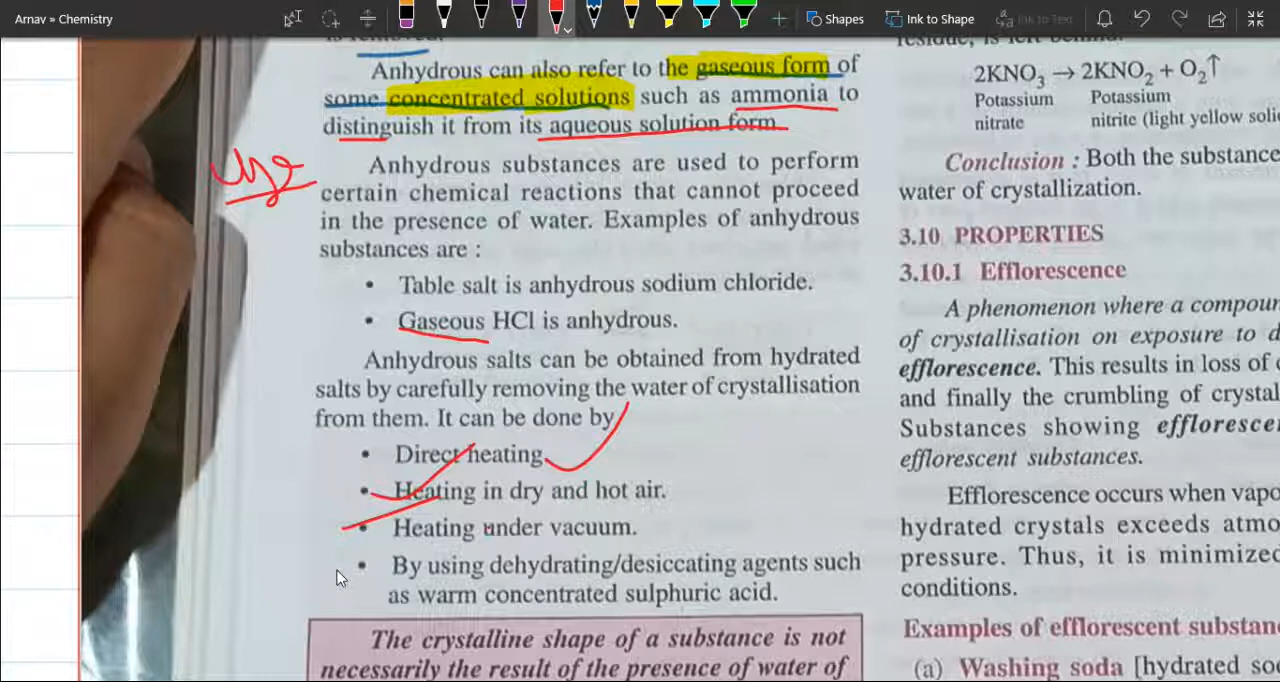 Arnav » Chemistry
Shapes
Ink to Shape
Ink to Text
Anhydrous can also refer to the gaseous form of
some concentrated solutions such as ammonia to
distinguish it from its aqueous solution form.
Use
Anhydrous substances are used to perform
certain chemical reactions that cannot proceed
in the presence of water. Examples of anhydrous
substances are :
• Table salt is anhydrous sodium chloride.
• Gaseous HCl is anhydrous.
Anhydrous salts can be obtained from hydrated
salts by carefully removing the water of crystallisation
from them. It can be done by
• Direct heating.
• Heating in dry and hot air.
• Heating under vacuum.
• By using dehydrating/desiccating agents such
as warm concentrated sulphuric acid.
The crystalline shape of a substance is not
necessarily the result of the presence of water of
residue, is left behind.
2KNO₃ → 2KNO₂ + O₂↑
Potassium Potassium
nitrate nitrite (light yellow
Conclusion : Both the substance
water of crystallization.
3.10 PROPERTIES
3.10.1 Efflorescence
A phenomenon where a
of crystallisation on exposure to
efflorescence. This results in loss of
and finally the crumbling of
Substances showing
efflorescent substances.
Efflorescence occurs when
hydrated crystals exceeds
pressure. Thus, it is minimized
conditions.
Examples of efflorescent
(a) Washing soda [hydrated